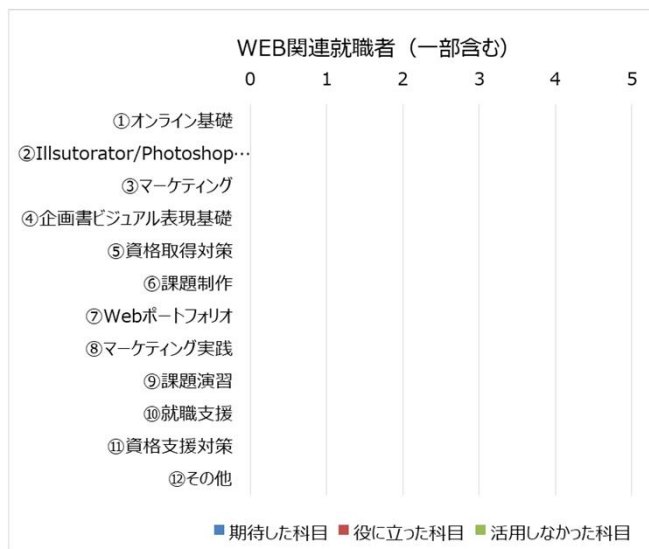 WEB関連就職者（一部含む）
0 1 2 3 4 5
①オンライン基礎
②Illsutorator/Photoshop…
③マーケティング
④企画書ビジュアル表現基礎
⑤資格取得対策
⑥課題制作
⑦Webポートフォリオ
⑧マーケティング実践
⑨課題演習
⑩就職支援
⑪資格支援対策
⑫その他
期待した科目 役に立った科目 活用しなかった科目